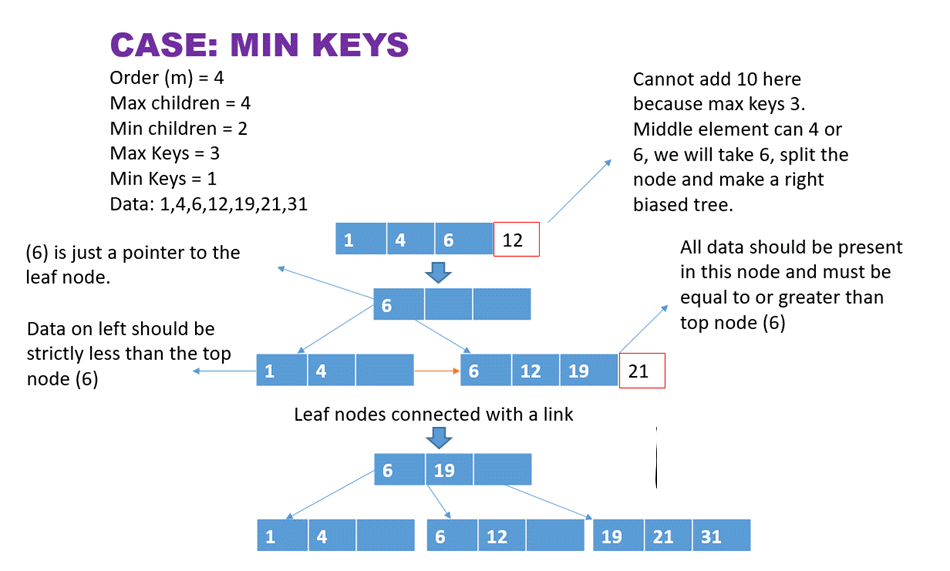 CASE: MIN KEYS
Order (m) = 4
Max children = 4
Min children = 2
Max Keys = 3
Min Keys = 1
Data: 1,4,6,12,19,21,31
Cannot add 10 here
because max keys 3.
Middle element can 4 or
6, we will take 6, split the
node and make a right
biased tree.
1 4 6 12
(6) is just a pointer to the
leaf node.
All data should be present
in this node and must be
equal to or greater than
top node (6)
6
Data on left should be
strictly less than the top
node (6)
1 4
6 12 19 21
Leaf nodes connected with a link
6 19
1 4
6 12
19 21 31